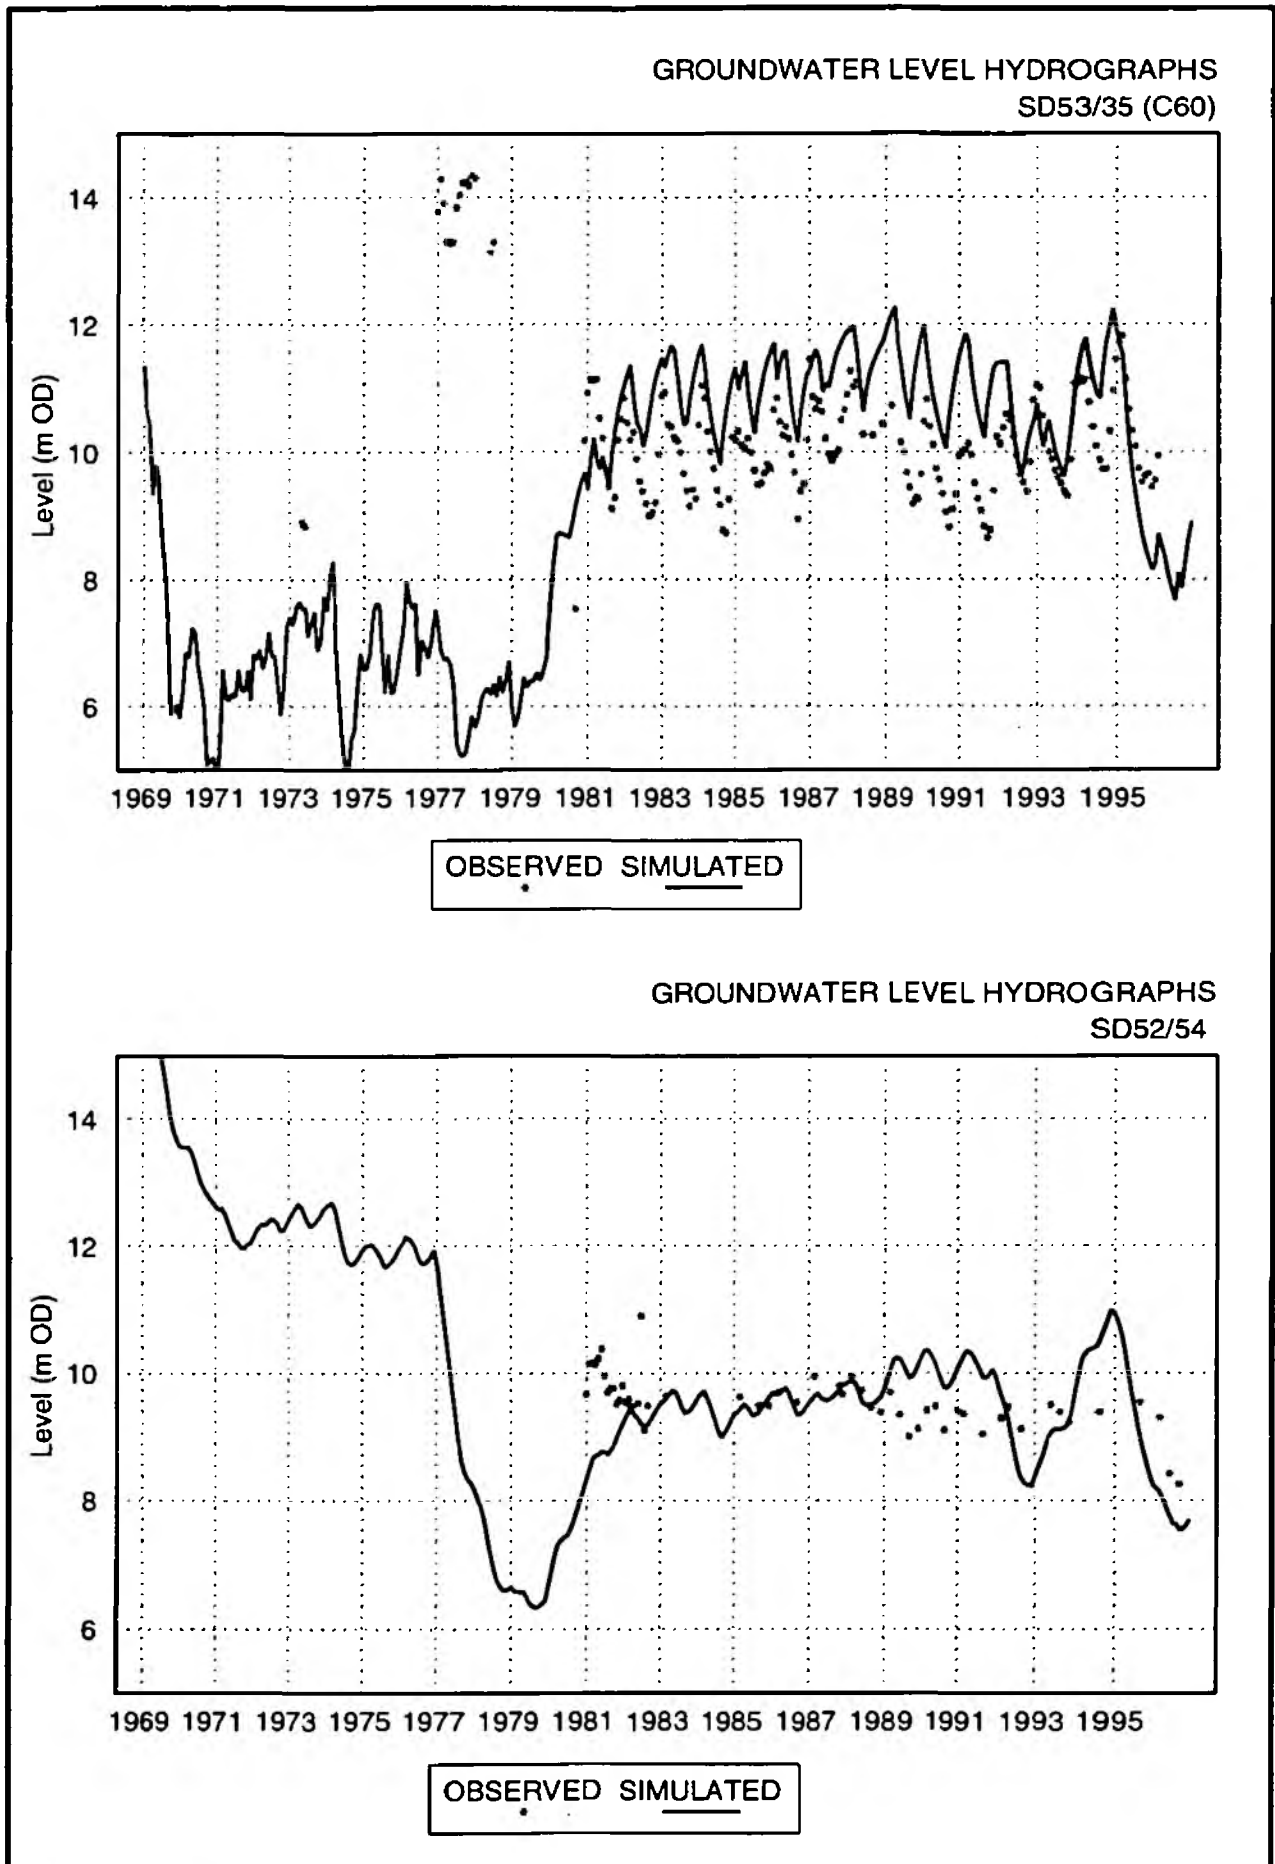 GROUNDWATER LEVEL HYDROGRAPHS
SD53/35 (C60)
Level (m OD)
14
12
10
8
6
1969 1971 1973 1975 1977 1979 1981 1983 1985 1987 1989 1991 1993 1995
OBSERVED SIMULATED
GROUNDWATER LEVEL HYDROGRAPHS
SD52/54
Level (m OD)
14
12
10
8
6
1969 1971 1973 1975 1977 1979 1981 1983 1985 1987 1989 1991 1993 1995
OBSERVED SIMULATED